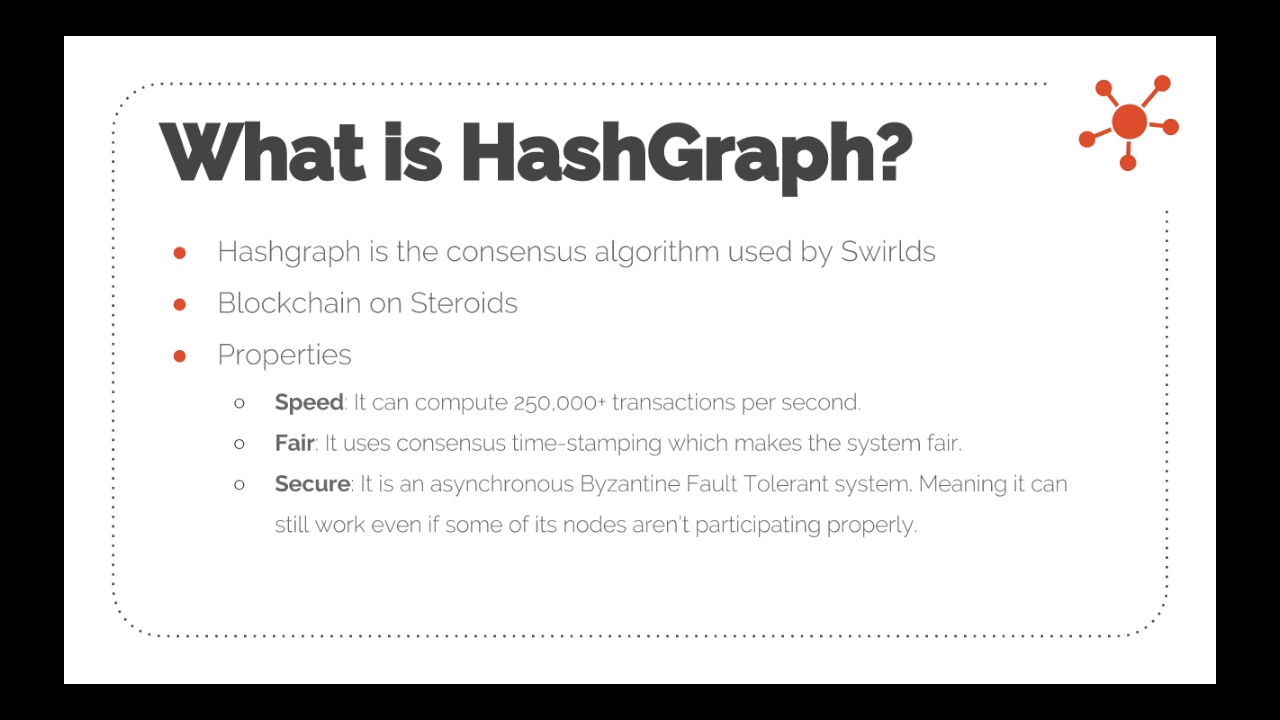 What is HashGraph?
● Hashgraph is the consensus algorithm used by Swirlds
● Blockchain on Steroids
● Properties
○ Speed: It can compute 250,000+ transactions per second.
○ Fair: It uses consensus time-stamping which makes the system fair.
○ Secure: It is an asynchronous Byzantine Fault Tolerant system. Meaning it can
still work even if some of its nodes aren't participating properly.